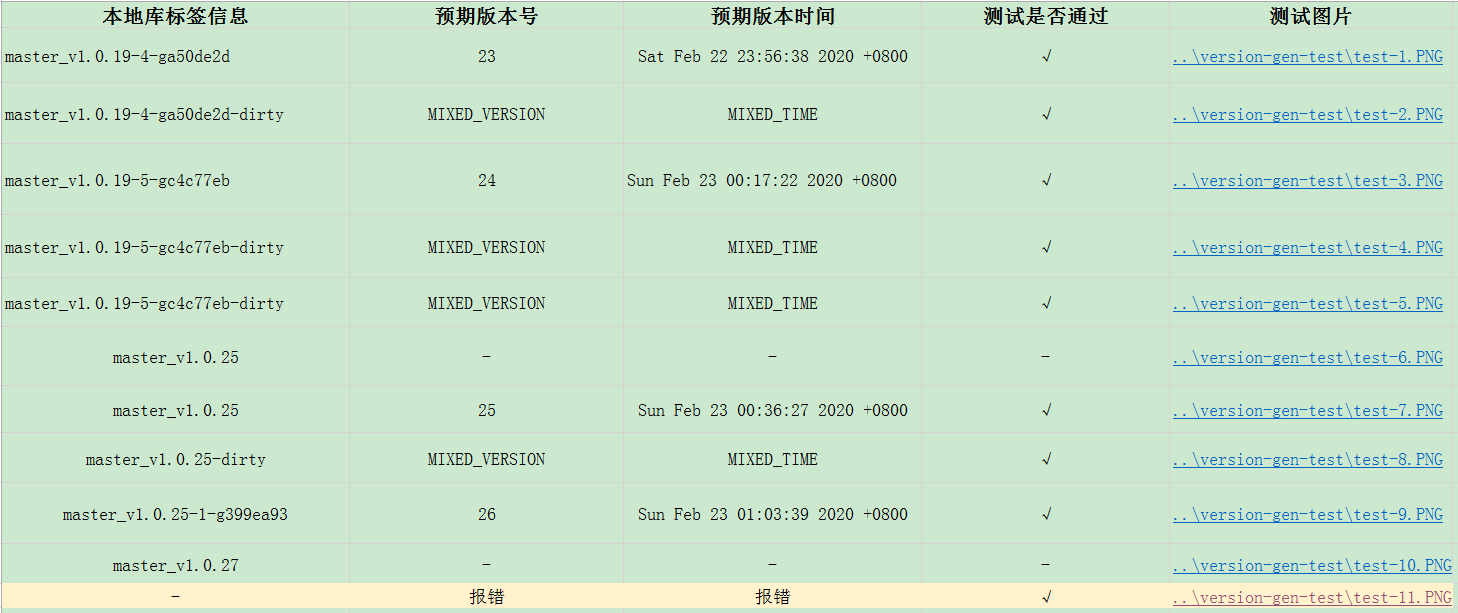 本地库标签信息 预期版本号 预期版本时间 测试是否通过 测试图片
master_v1.0.19-4-ga50de2d 23 Sat Feb 22 23:56:38 2020 +0800 √ ..\version-gen-test\test-1.PNG
master_v1.0.19-4-ga50de2d-dirty MIXED_VERSION MIXED_TIME √ ..\version-gen-test\test-2.PNG
master_v1.0.19-5-gc4c77eb 24 Sun Feb 23 00:17:22 2020 +0800 √ ..\version-gen-test\test-3.PNG
master_v1.0.19-5-gc4c77eb-dirty MIXED_VERSION MIXED_TIME √ ..\version-gen-test\test-4.PNG
master_v1.0.19-5-gc4c77eb-dirty MIXED_VERSION MIXED_TIME √ ..\version-gen-test\test-5.PNG
master_v1.0.25 - - - ..\version-gen-test\test-6.PNG
master_v1.0.25 25 Sun Feb 23 00:36:27 2020 +0800 √ ..\version-gen-test\test-7.PNG
master_v1.0.25-dirty MIXED_VERSION MIXED_TIME √ ..\version-gen-test\test-8.PNG
master_v1.0.25-1-g399ea93 26 Sun Feb 23 01:03:39 2020 +0800 √ ..\version-gen-test\test-9.PNG
master_v1.0.27 - - - ..\version-gen-test\test-10.PNG
- 报错 报错 √ ..\version-gen-test\test-11.PNG